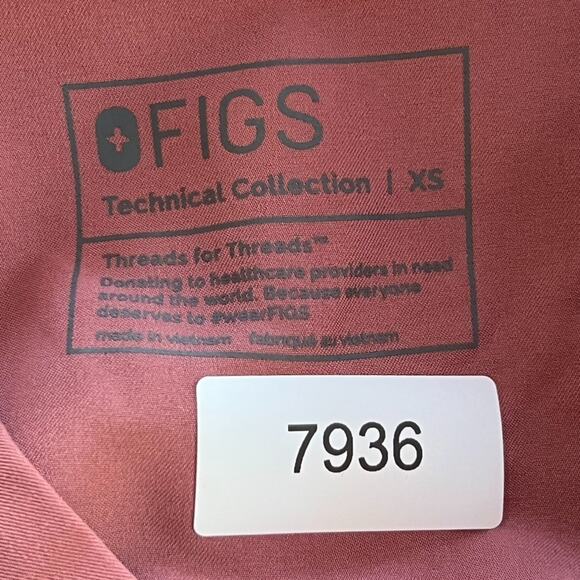 FIGS
Technical Collection | XS
Threads for Threads™
Donating to healthcare providers in need
around the world. Because everyone
deserves to #wearFIGS
made in vietnam fabriqué au vietnam
7936